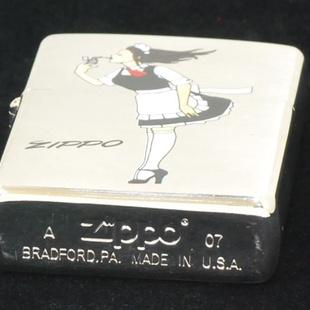 ZIPPO
A Zippo® 07
BRADFORD,PA. MADE IN U.S.A.